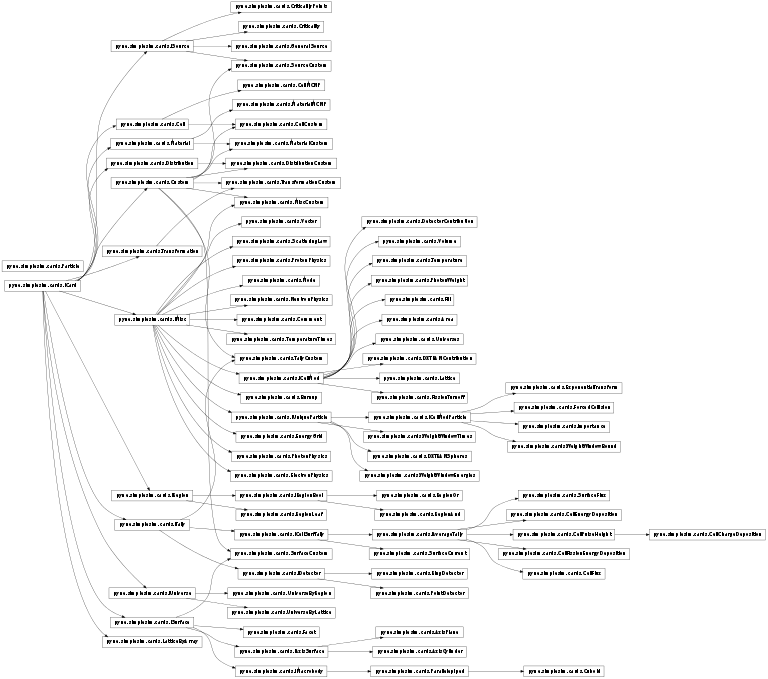 pyne.simplesim.cards.CriticalityPoints
pyne.simplesim.cards.Criticality
pyne.simplesim.cards.ISource
pyne.simplesim.cards.GeneralSource
pyne.simplesim.cards.SourceCustom
pyne.simplesim.cards.CellMCNP
pyne.simplesim.cards.MaterialMCNP
pyne.simplesim.cards.Cell
pyne.simplesim.cards.CellCustom
pyne.simplesim.cards.Material
pyne.simplesim.cards.MaterialCustom
pyne.simplesim.cards.Distribution
pyne.simplesim.cards.DistributionCustom
pyne.simplesim.cards.Custom
pyne.simplesim.cards.TransformationCustom
pyne.simplesim.cards.MiscCustom
pyne.simplesim.cards.Vector
pyne.simplesim.cards.DetectorContribution
pyne.simplesim.cards.ScatteringLaw
pyne.simplesim.cards.Volume
pyne.simplesim.cards.Transformation
pyne.simplesim.cards.ProtonPhysics
pyne.simplesim.cards.Temperature
pyne.simplesim.cards.Particle
pyne.simplesim.cards.ICard
pyne.simplesim.cards.Mode
pyne.simplesim.cards.PhotonWeight
pyne.simplesim.cards.NeutronPhysics
pyne.simplesim.cards.Fill
pyne.simplesim.cards.IMisc
pyne.simplesim.cards.Comment
pyne.simplesim.cards.Area
pyne.simplesim.cards.TemperatureTimes
pyne.simplesim.cards.Universes
pyne.simplesim.cards.TallyCustom
pyne.simplesim.cards.DXTRANContribution
pyne.simplesim.cards.ICellMod
pyne.simplesim.cards.Lattice
pyne.simplesim.cards.Burnup
pyne.simplesim.cards.FissionTurnoff
pyne.simplesim.cards.ExponentialTransform
pyne.simplesim.cards.IUniqueParticle
pyne.simplesim.cards.ICellModParticle
pyne.simplesim.cards.ForcedCollision
pyne.simplesim.cards.Importance
pyne.simplesim.cards.EnergyGrid
pyne.simplesim.cards.WeightWindowTimes
pyne.simplesim.cards.WeightWindowBound
pyne.simplesim.cards.PhotonPhysics
pyne.simplesim.cards.DXTRANSpheres
pyne.simplesim.cards.ElectronPhysics
pyne.simplesim.cards.WeightWindowEnergies
pyne.simplesim.cards.IRegion
pyne.simplesim.cards.IRegionBool
pyne.simplesim.cards.RegionOr
pyne.simplesim.cards.SurfaceFlux
pyne.simplesim.cards.RegionLeaf
pyne.simplesim.cards.RegionAnd
pyne.simplesim.cards.CellEnergyDeposition
pyne.simplesim.cards.ITally
pyne.simplesim.cards.ICellSurfTally
pyne.simplesim.cards.IAverageTally
pyne.simplesim.cards.CellPulseHeight
pyne.simplesim.cards.CellChargeDeposition
pyne.simplesim.cards.SurfaceCustom
pyne.simplesim.cards.SurfaceCurrent
pyne.simplesim.cards.CellFissionEnergyDeposition
pyne.simplesim.cards.IDetector
pyne.simplesim.cards.RingDetector
pyne.simplesim.cards.CellFlux
pyne.simplesim.cards.IUniverse
pyne.simplesim.cards.UniverseByRegion
pyne.simplesim.cards.PointDetector
pyne.simplesim.cards.UniverseByLattice
pyne.simplesim.cards.ISurface
pyne.simplesim.cards.Facet
pyne.simplesim.cards.AxisPlane
pyne.simplesim.cards.LatticeByArray
pyne.simplesim.cards.IAxisSurface
pyne.simplesim.cards.AxisCylinder
pyne.simplesim.cards.IMacrobody
pyne.simplesim.cards.Parallelepiped
pyne.simplesim.cards.Cuboid